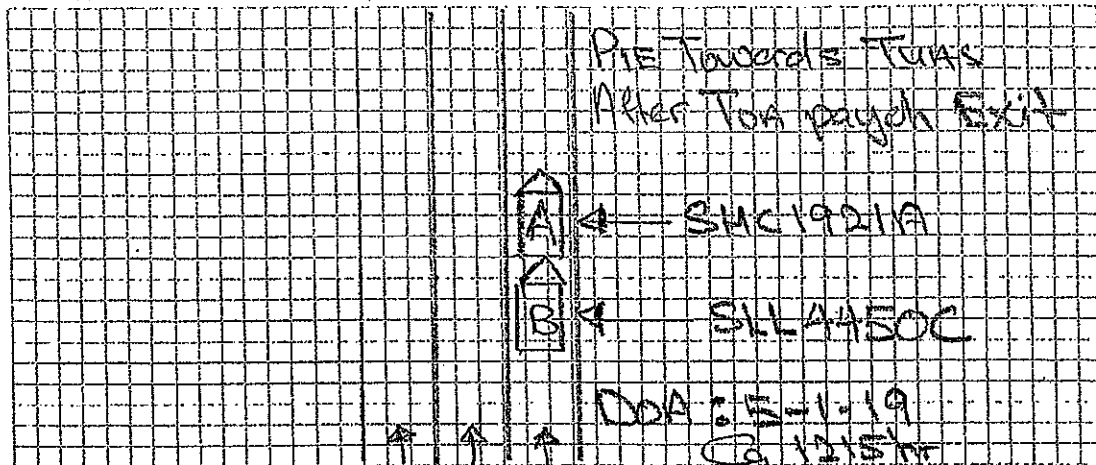 PIE Towards TUAS
After TOA payoh Exit
A
SMC1921A
B
SLL4450C
DOA : 5-1-19
@ 1215hr